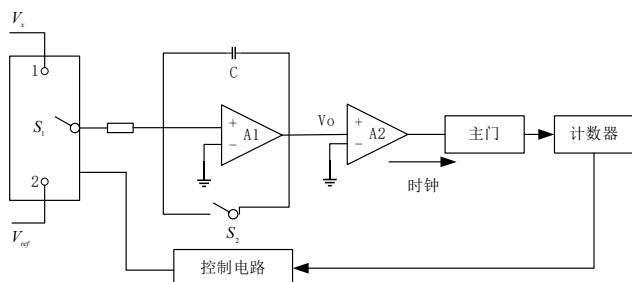 Vx
1
C
S1
+
A1
−
Vo
+
A2
−
主门
计数器
时钟
2
S2
Vref
控制电路